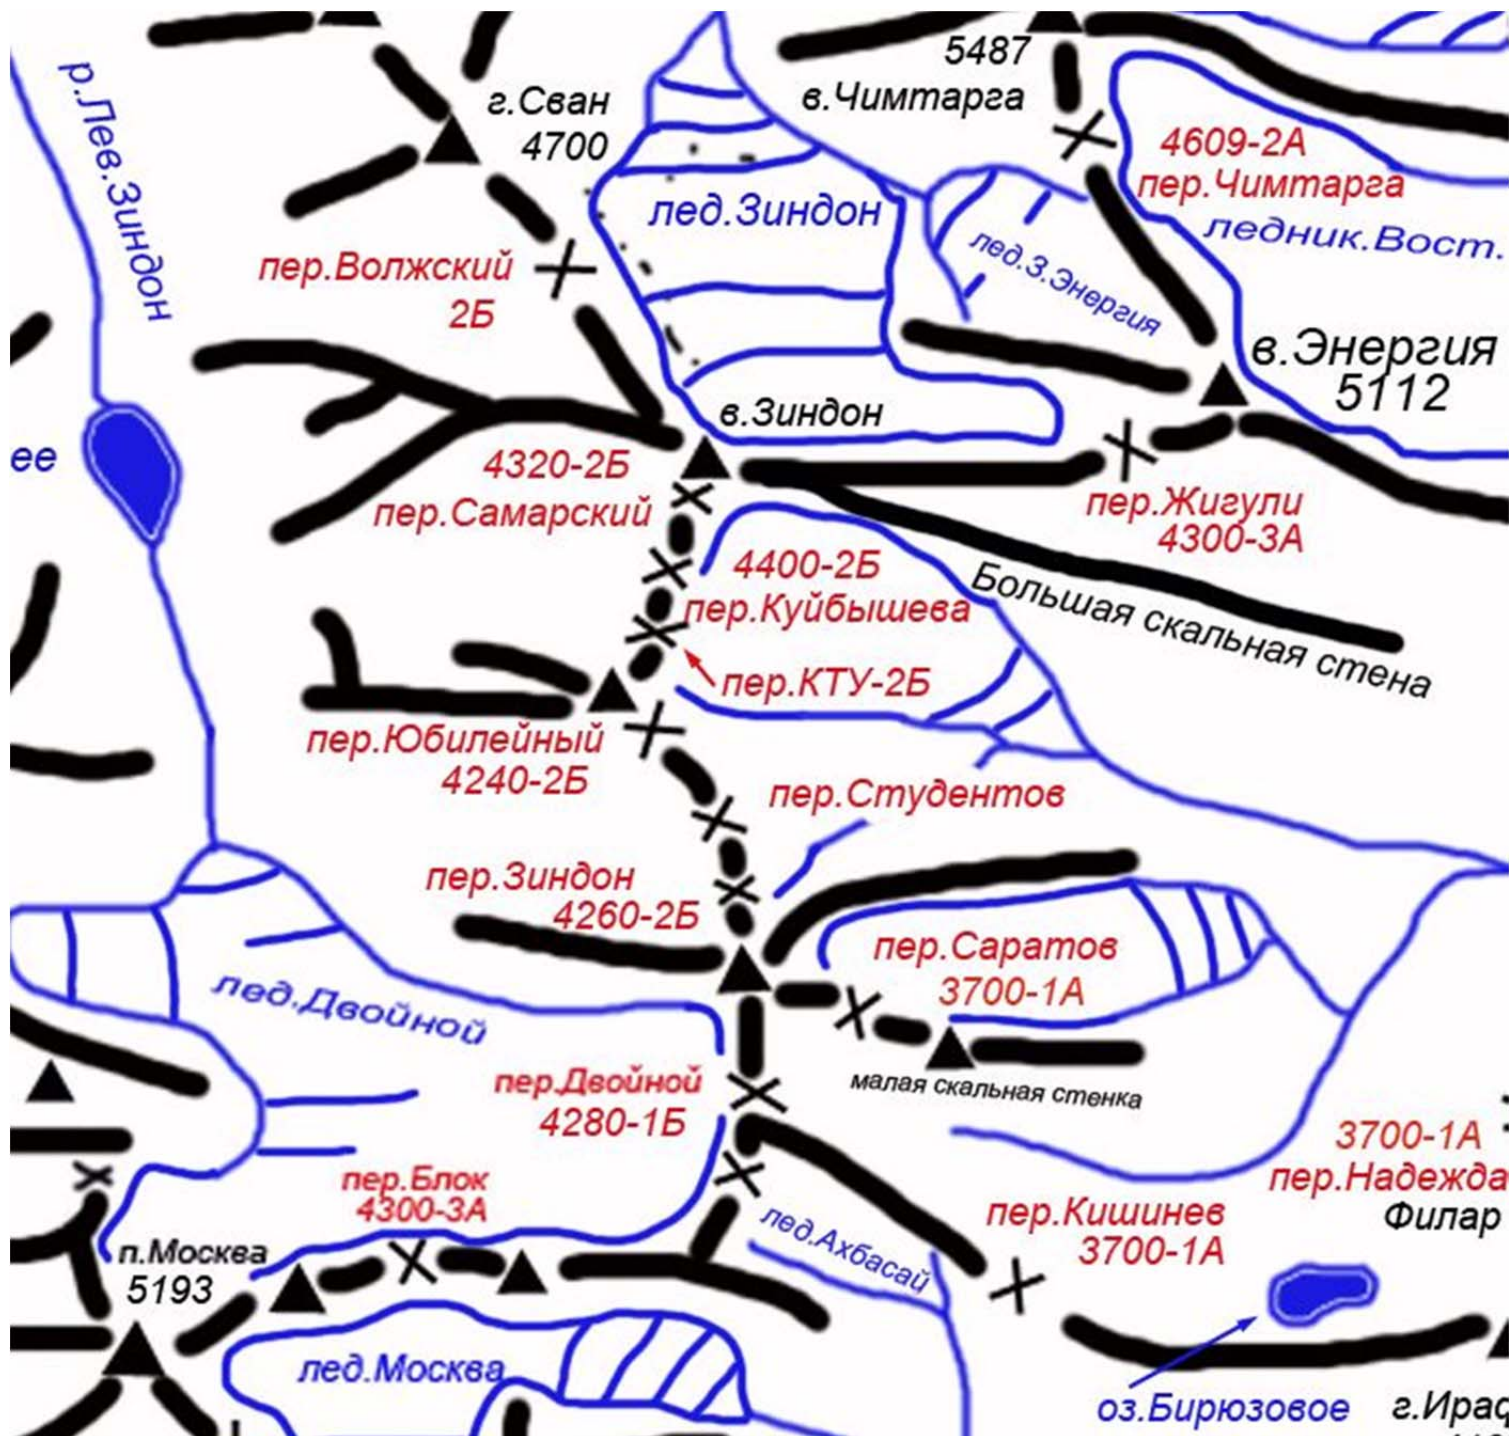 5487
в.Чимтарга
г.Сван
4700
р.Лев.Зиндон
4609-2А
пер.Чимтарга
лед.Зиндон
ледник.Вост.
лед.З.Энергия
пер.Волжский
2Б
в.Энергия
5112
в.Зиндон
ее
4320-2Б
пер.Самарский
пер.Жигули
4300-3А
4400-2Б
пер.Куйбышева
Большая скальная стена
пер.КТУ-2Б
пер.Юбилейный
4240-2Б
пер.Студентов
пер.Зиндон
4260-2Б
пер.Саратов
3700-1А
лед.Двойной
пер.Двойной
4280-1Б
малая скальная стенка
3700-1А
пер.Надежда
Филар
пер.Блок
4300-3А
пер.Кишинев
3700-1А
лед.Ахбасай
п.Москва
5193
лед.Москва
оз.Бирюзовое
г.Ираф